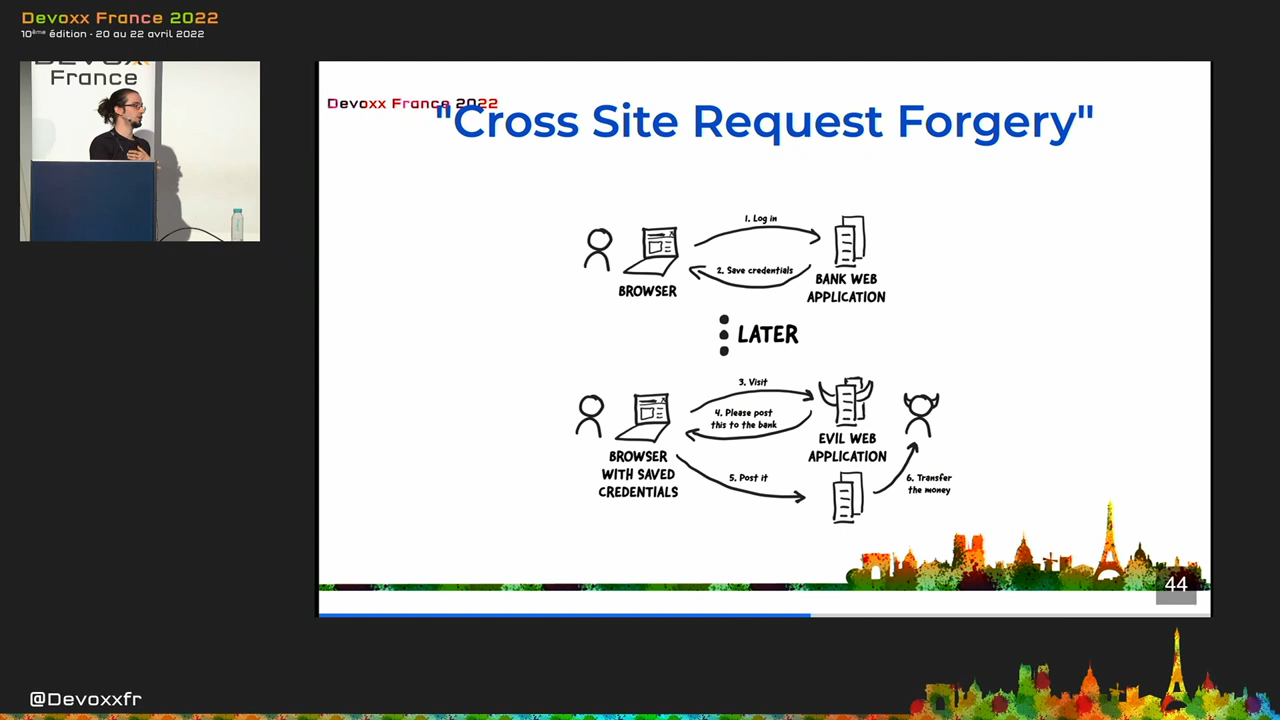 Devoxx France 2022
10ème édition - 20 au 22 avril 2022
DEVOXX
France
Devoxx France 2022
"Cross Site Request Forgery"
1. Log in
2. Save credentials
BROWSER
BANK WEB
APPLICATION
LATER
3. Visit
4. Please post
this to the bank
EVIL WEB
APPLICATION
BROWSER
WITH SAVED
CREDENTIALS
5. Post it
6. Transfer
the money
44
@Devoxxfr